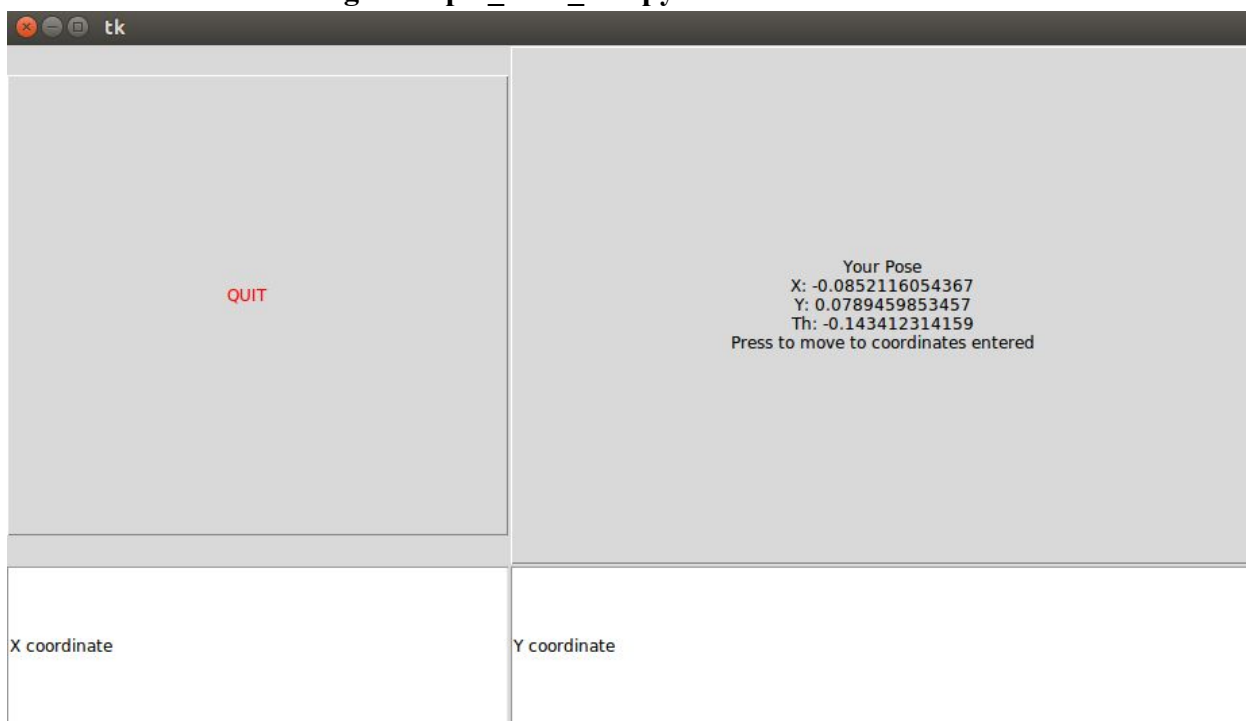 tk
QUIT
Your Pose
X: -0.0852116054367
Y: 0.0789459853457
Th: -0.143412314159
Press to move to coordinates entered
X coordinate
Y coordinate